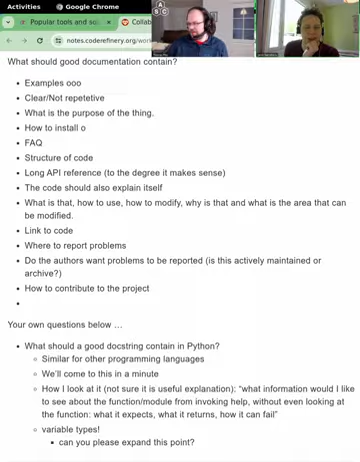 Activities
Google Chrome
Popular tools and so
Collab
notes.coderefinery.org/wor
A
S C
What should good documentation contain?
• Examples ooo
• Clear/Not repetetive
• What is the purpose of the thing.
• How to install o
• FAQ
• Structure of code
• Long API reference (to the degree it makes sense)
• The code should also explain itself
• What is that, how to use, how to modify, why is that and what is the area that can
be modified.
• Link to code
• Where to report problems
• Do the authors want problems to be reported (is this actively maintained or
archive?)
• How to contribute to the project
•
Your own questions below …
• What should a good docstring contain in Python?
◦ Similar for other programming languages
◦ We'll come to this in a minute
◦ How I look at it (not sure it is useful explanation): “what information would I like
to see about the function/module from invoking help, without even looking at
the function: what it expects, what it returns, how it can fail”
◦ variable types!
▪ can you please expand this point?